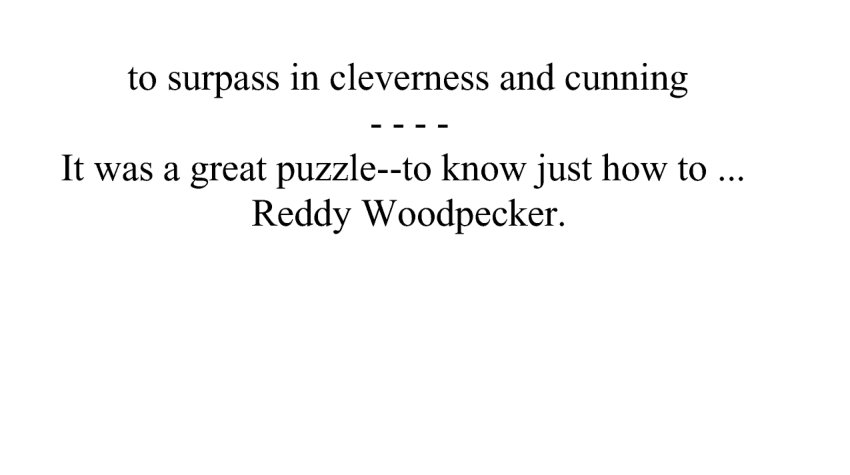 to surpass in cleverness and cunning
- - - -
It was a great puzzle--to know just how to ...
Reddy Woodpecker.